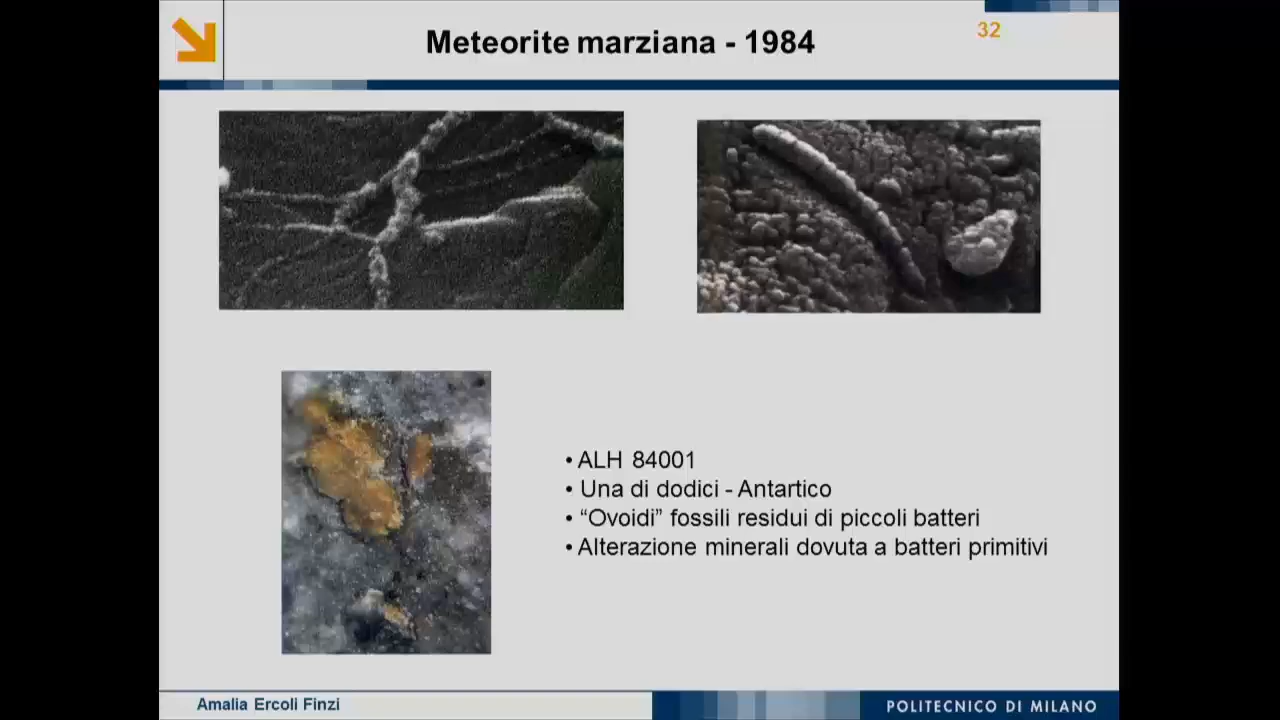 Meteorite marziana - 1984
32
• ALH 84001
• Una di dodici - Antartico
• “Ovoidi” fossili residui di piccoli batteri
• Alterazione minerali dovuta a batteri primitivi
Amalia Ercoli Finzi
POLITECNICO DI MILANO